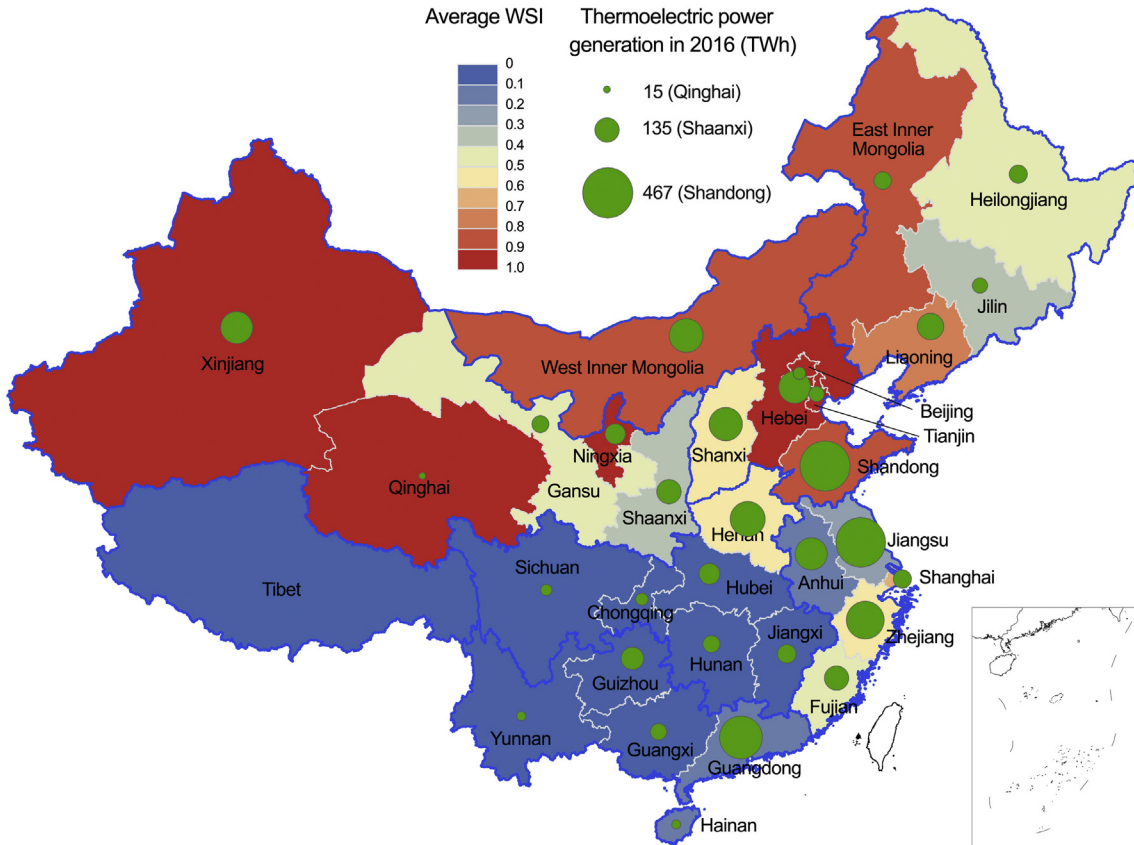 Average WSI
Thermoelectric power
generation in 2016 (TWh)
0
0.1
0.2
0.3
0.4
0.5
0.6
0.7
0.8
0.9
1.0
15 (Qinghai)
135 (Shaanxi)
467 (Shandong)
East Inner
Mongolia
Heilongjiang
Jilin
Liaoning
Xinjiang
West Inner Mongolia
Beijing
Tianjin
Hebei
Shanxi
Ningxia
Shandong
Qinghai
Gansu
Shaanxi
Henan
Jiangsu
Anhui
Shanghai
Sichuan
Tibet
Hubei
Chongqing
Jiangxi
Zhejiang
Hunan
Guizhou
Fujian
Yunnan
Guangxi
Guangdong
Hainan